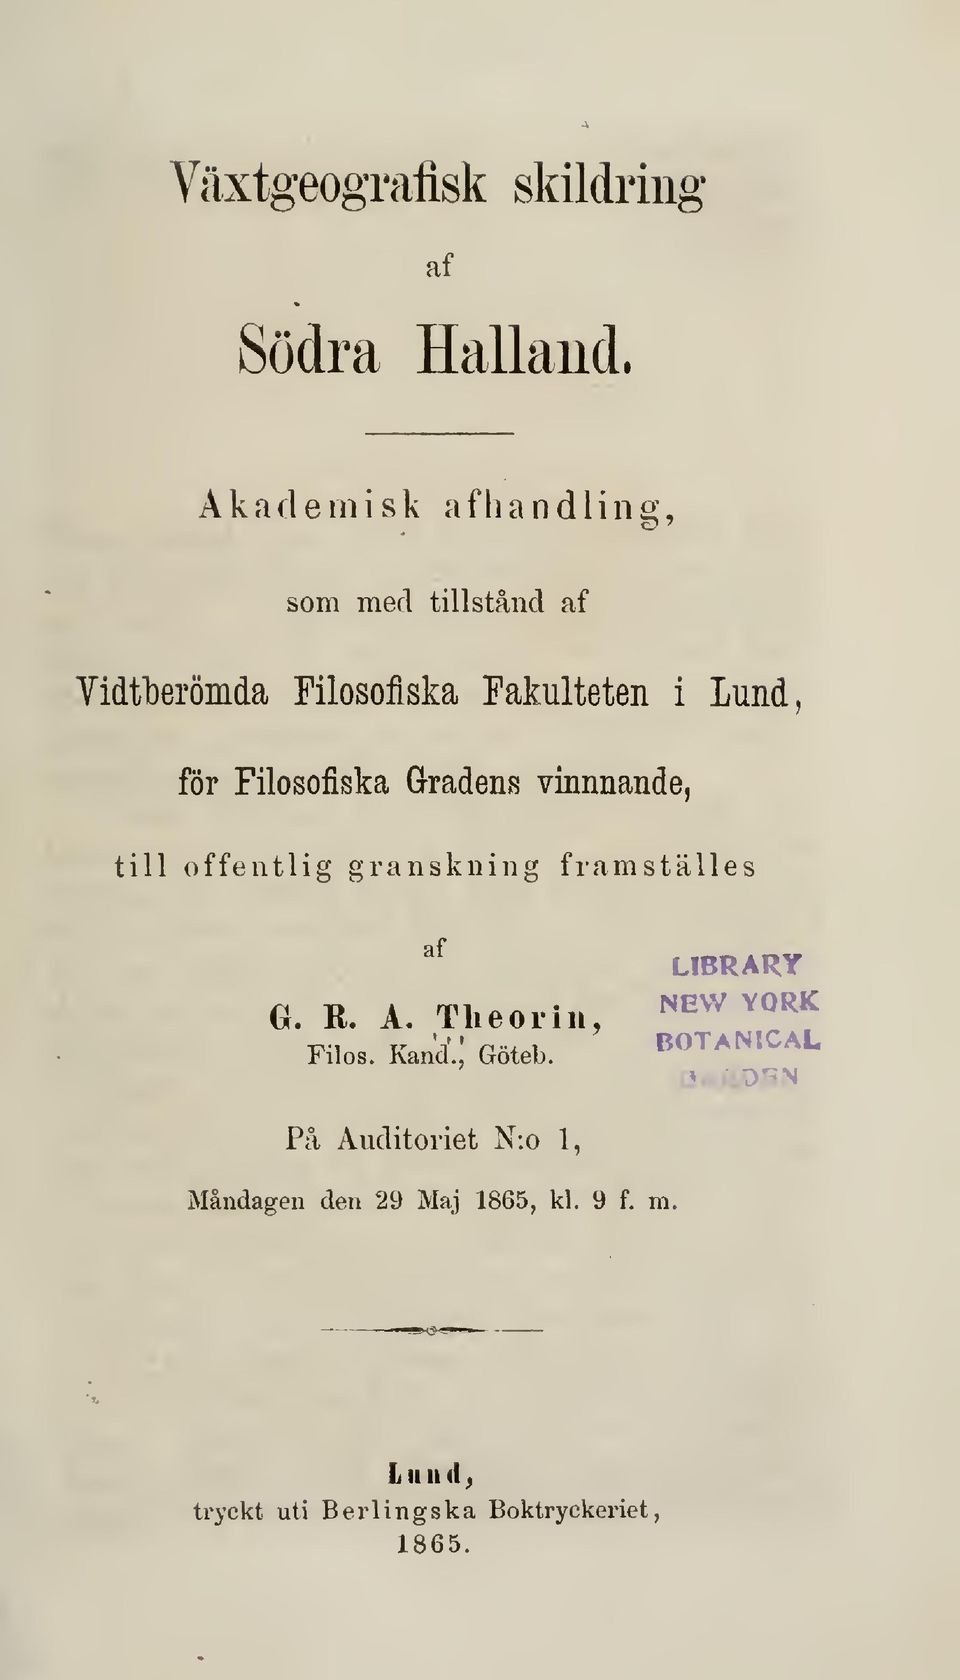 Växtgeografisk skildring
af
Södra Halland.
Akademisk afhandling,
som med tillstånd af
Vidtberömda Filosofiska Fakulteten i Lund,
för Filosofiska Gradens vinnnande,
till offentlig granskning framställes
af
G. R. A. Theorin,
Filos. Kand., Göteb.
LIBRARY
NEW YORK
BOTANICAL
På Auditoriet N:o 1,
Måndagen den 29 Maj 1865, kl. 9 f. m.
Lund,
tryckt uti Berlingska Boktryckeriet,
1865.